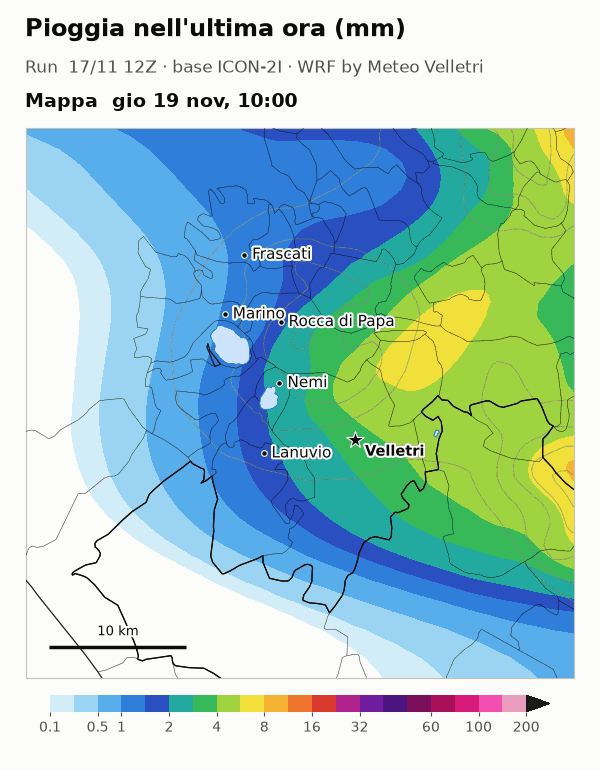 Pioggia nell'ultima ora (mm)
Run 17/11 12Z · base ICON-2I · WRF by Meteo Velletri
Mappa gio 19 nov, 10:00
Frascati
Marino
Rocca di Papa
Nemi
Velletri
Lanuvio
10 km
0.1 0.5 1 2 4 8 16 32 60 100 200